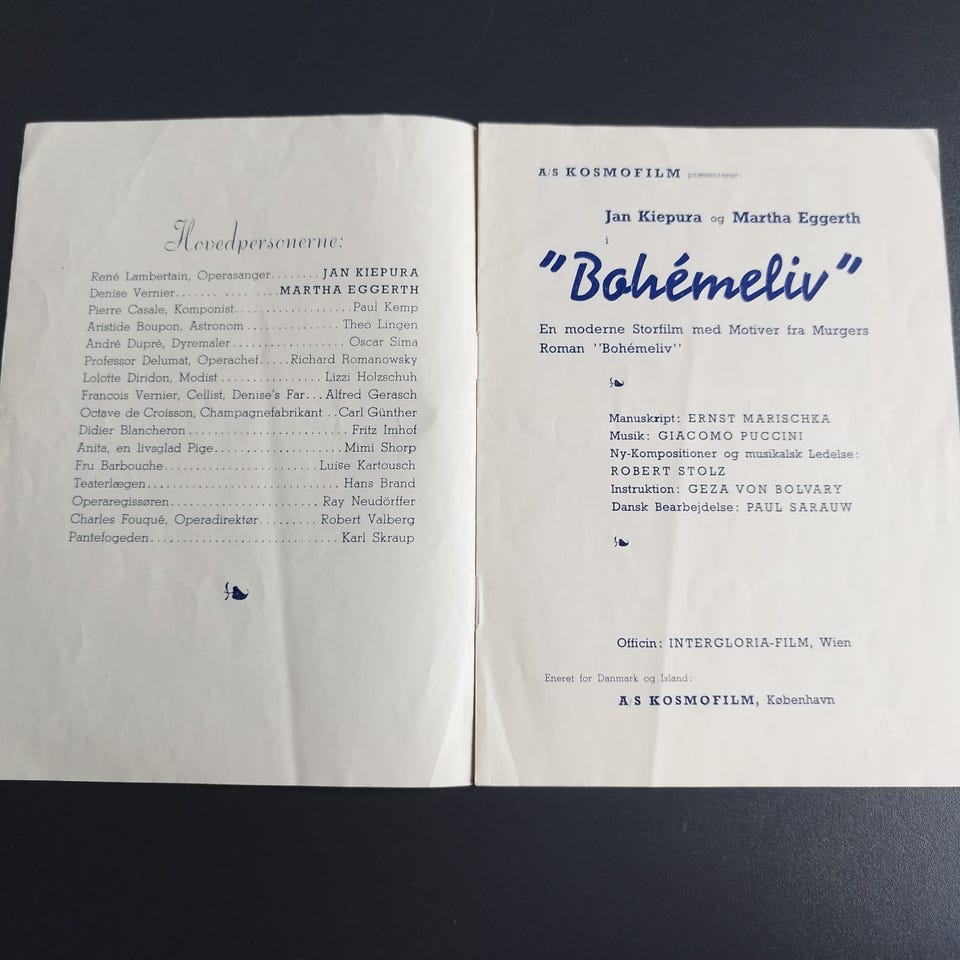 Hovedpersonerne:
René Lambertain, Operasanger........JAN KIEPURA
Denise Vernier....... .... .....MARTHA EGGERTH
Pierre Casale, Komponist..................Paul Kemp
Aristide Boupon, Astronom..............Theo Lingen
André Dupré, Dyremaler.................Oscar Sima
Professor Delumat, Operachef.....Richard Romanowsky
Lolotte Diridon, Modist...............Lizzi Holzschuh
Francois Vernier, Cellist, Denise's Far...Alfred Gerasch
Octave de Croisson, Champagnefabrikant ..Carl Günther
Didier Blancheron...........................Fritz Imhof
Anita, en livsglad Pige......................Mimi Shorp
Fru Barbouche..........................Luise Kartousch
Teaterlægen................................Hans Brand
Operaregissøren........................Ray Neudörffer
Charles Fouqué, Operadirektør.........Robert Valberg
Pantefogeden..............................Karl Skraup
A/S KOSMOFILM præsenterer:
Jan Kiepura og Martha Eggerth
i
"Bohémeliv"
En moderne Storfilm med Motiver fra Murgers
Roman ''Bohémeliv''
Manuskript: ERNST MARISCHKA
Musik: GIACOMO PUCCINI
Ny-Kompositioner og musikalsk Ledelse:
ROBERT STOLZ
Instruktion: GEZA VON BOLVARY
Dansk Bearbejdelse: PAUL SARAUW
Officin: INTERGLORIA-FILM, Wien
Eneret for Danmark og Island:
A/S KOSMOFILM, København